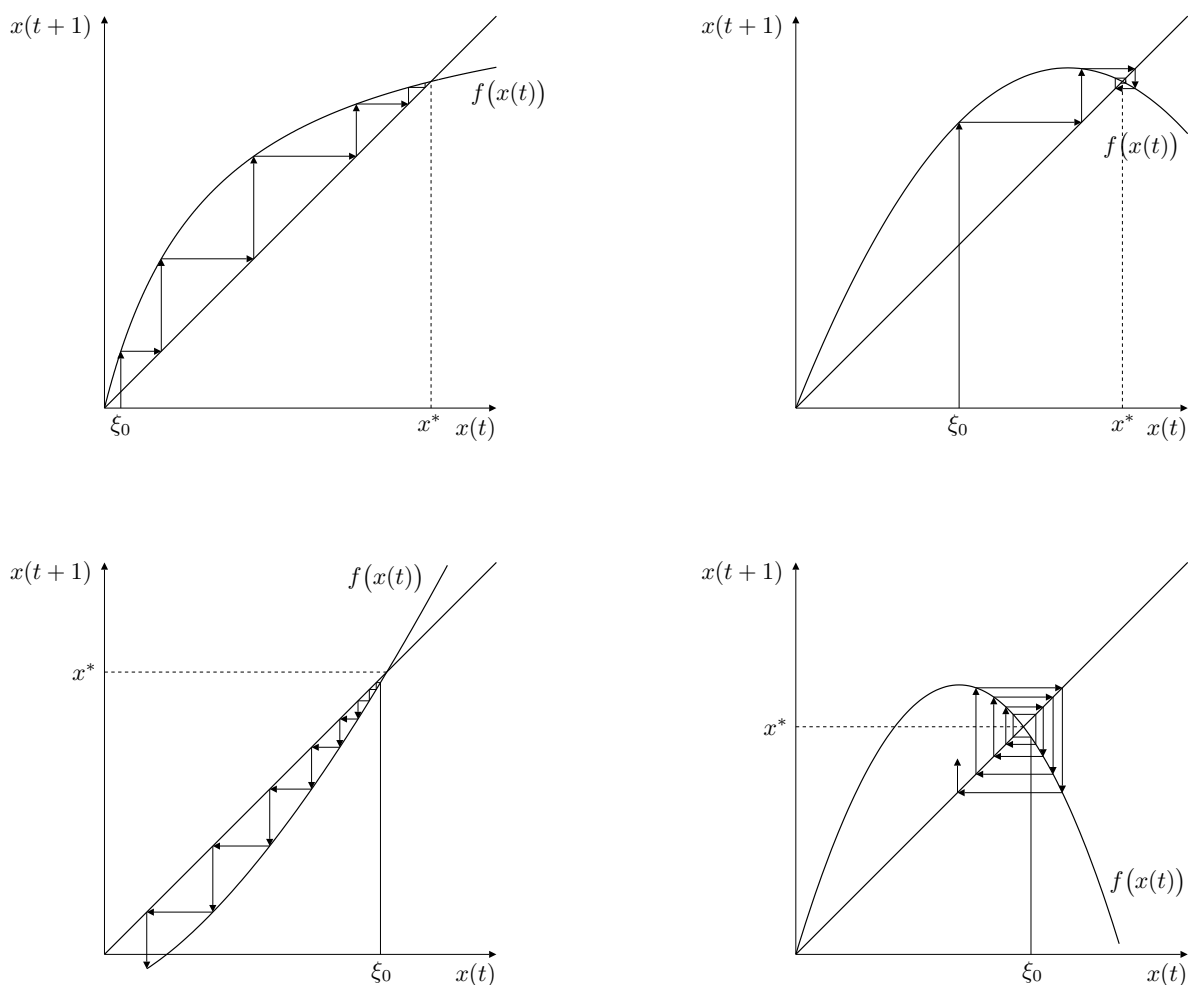 x(t + 1)
f(x(t))
ξ₀
x* x(t)
x(t + 1)
f(x(t))
ξ₀
x* x(t)
x(t + 1)
f(x(t))
x*
ξ₀
x(t)
x(t + 1)
x*
f(x(t))
ξ₀
x(t)